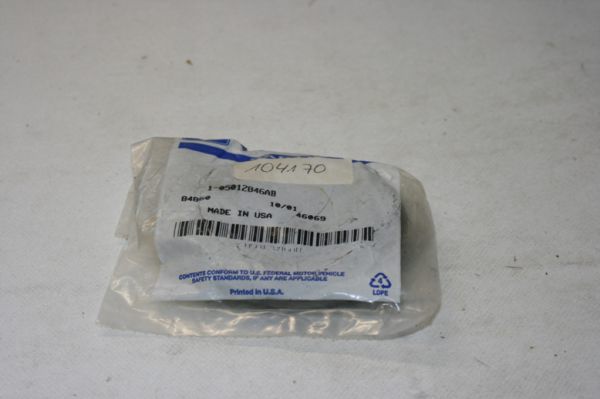 104170
1-05012846AB
10/01
MADE IN USA 46069
CONTENTS CONFORM TO U.S. FEDERAL MOTOR VEHICLE
SAFETY STANDARDS, IF ANY ARE APPLICABLE
Printed in U.S.A.
4
LDPE